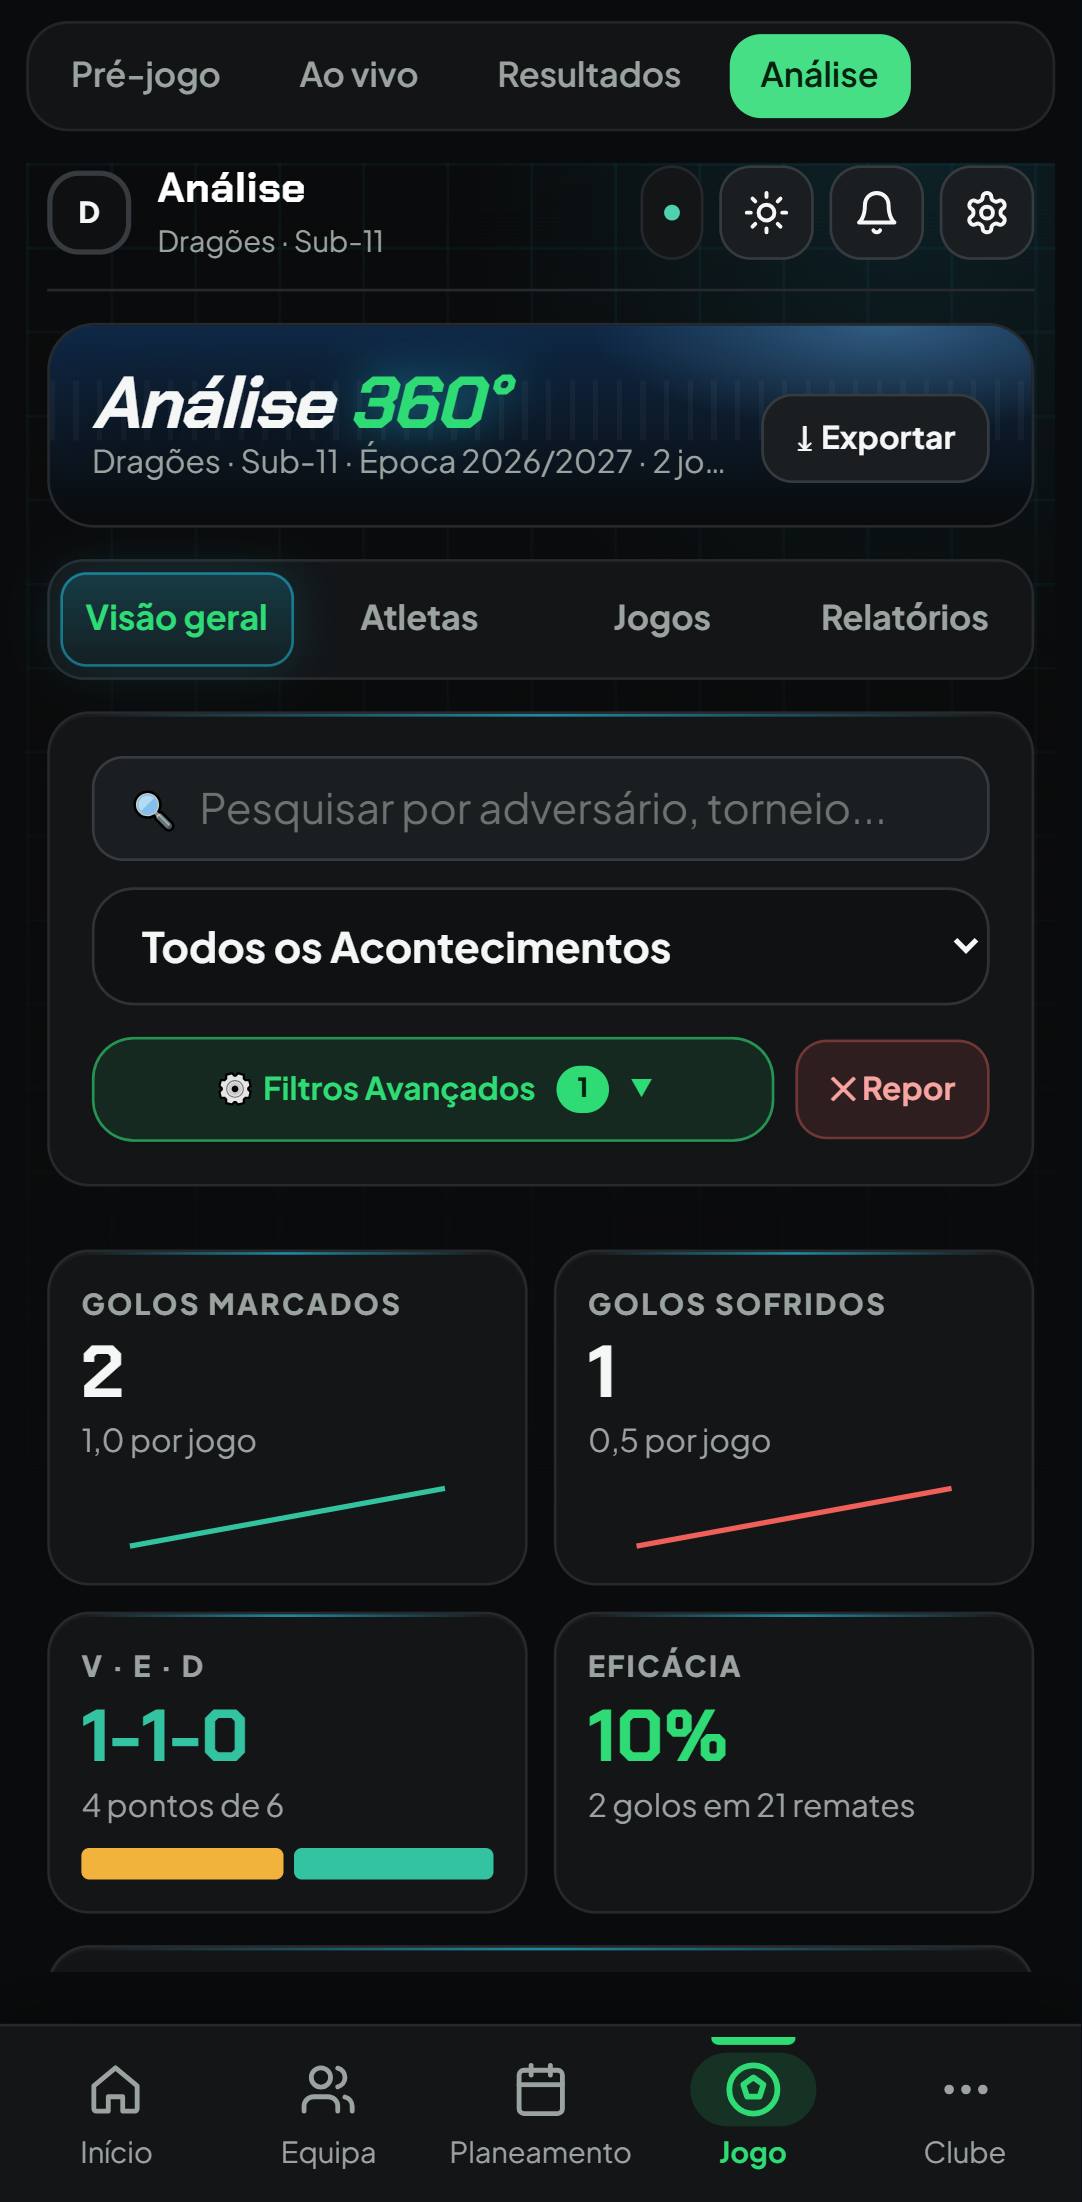 Pré-jogo Ao vivo Resultados Análise
D
Análise
Dragões · Sub-11
Análise 360°
Dragões · Sub-11 · Época 2026/2027 · 2 jo...
Exportar
Visão geral Atletas Jogos Relatórios
Pesquisar por adversário, torneio...
Todos os Acontecimentos
Filtros Avançados 1 ▼
Repor
GOLOS MARCADOS
2
1,0 por jogo
GOLOS SOFRIDOS
1
0,5 por jogo
V · E · D
1-1-0
4 pontos de 6
EFICÁCIA
10%
2 golos em 21 remates
Início Equipa Planeamento Jogo Clube